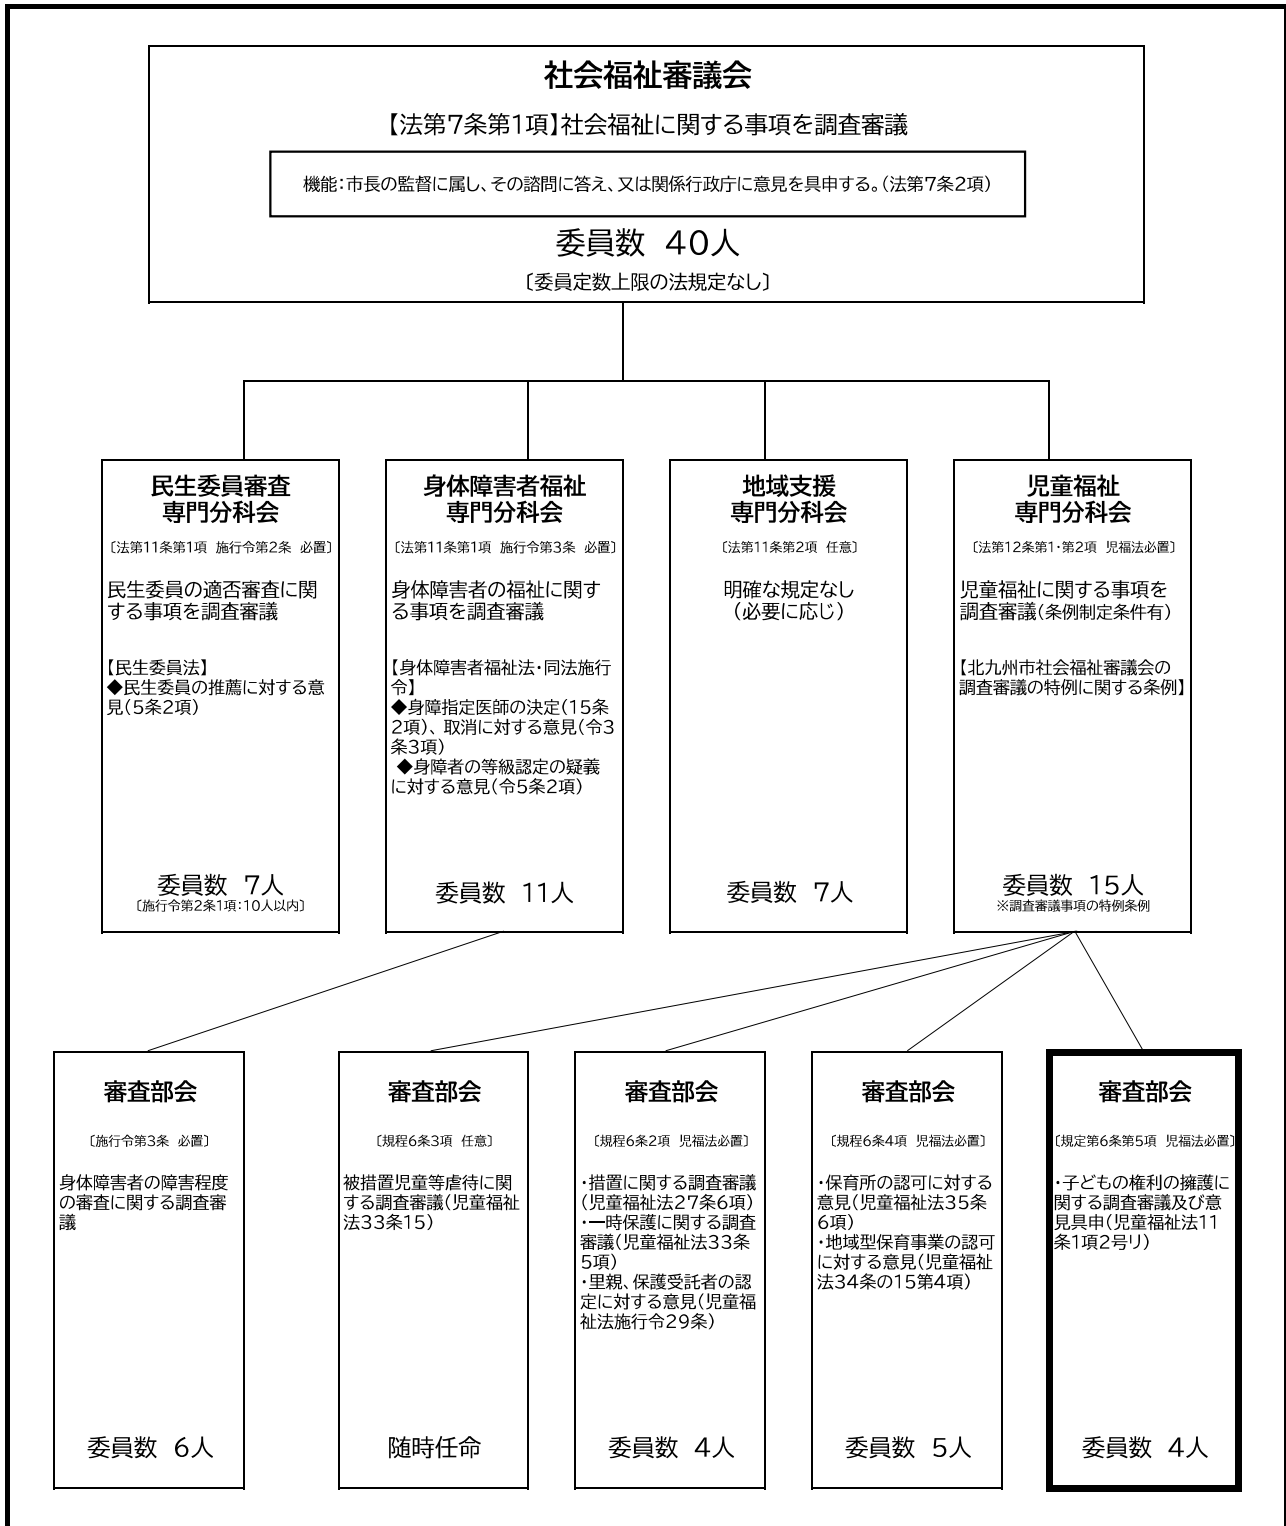 社会福祉審議会
【法第7条第1項】社会福祉に関する事項を調査審議
機能：市長の監督に属し、その諮問に答え、又は関係行政庁に意見を具申する。（法第7条2項）
委員数 40人
〔委員定数上限の法規定なし〕
民生委員審査
専門分科会
〔法第11条第1項 施行令第2条 必置〕
民生委員の適否審査に関
する事項を調査審議
【民生委員法】
◆民生委員の推薦に対する意
見（5条2項）
委員数 7人
〔施行令第2条1項：10人以内〕
身体障害者福祉
専門分科会
〔法第11条第1項 施行令第3条 必置〕
身体障害者の福祉に関す
る事項を調査審議
【身体障害者福祉法・同法施行
令】
◆身障指定医師の決定（15条
2項）、取消に対する意見（令3
条3項）
◆身障者の等級認定の疑義
に対する意見（令5条2項）
委員数 11人
地域支援
専門分科会
〔法第11条第2項 任意〕
明確な規定なし
（必要に応じ）
委員数 7人
児童福祉
専門分科会
〔法第12条第1・第2項 児福法必置〕
児童福祉に関する事項を
調査審議（条例制定条件有）
【北九州市社会福祉審議会の
調査審議の特例に関する条例】
委員数 15人
※調査審議事項の特例条例
審査部会
〔施行令第3条 必置〕
身体障害者の障害程度
の審査に関する調査審
議
委員数 6人
審査部会
〔規程6条3項 任意〕
被措置児童等虐待に関
する調査審議（児童福祉
法33条15）
随時任命
審査部会
〔規程6条2項 児福法必置〕
・措置に関する調査審議
（児童福祉法27条6項）
・一時保護に関する調査
審議（児童福祉法33条
5項）
・里親、保護受託者の認
定に対する意見（児童福
祉法施行令29条）
委員数 4人
審査部会
〔規程6条4項 児福法必置〕
・保育所の認可に対する
意見（児童福祉法35条
6項）
・地域型保育事業の認可
に対する意見（児童福祉
法34条の15第4項）
委員数 5人
審査部会
〔規定第6条第5項 児福法必置〕
・子どもの権利の擁護に
関する調査審議及び意
見具申（児童福祉法11
条1項2号リ）
委員数 4人